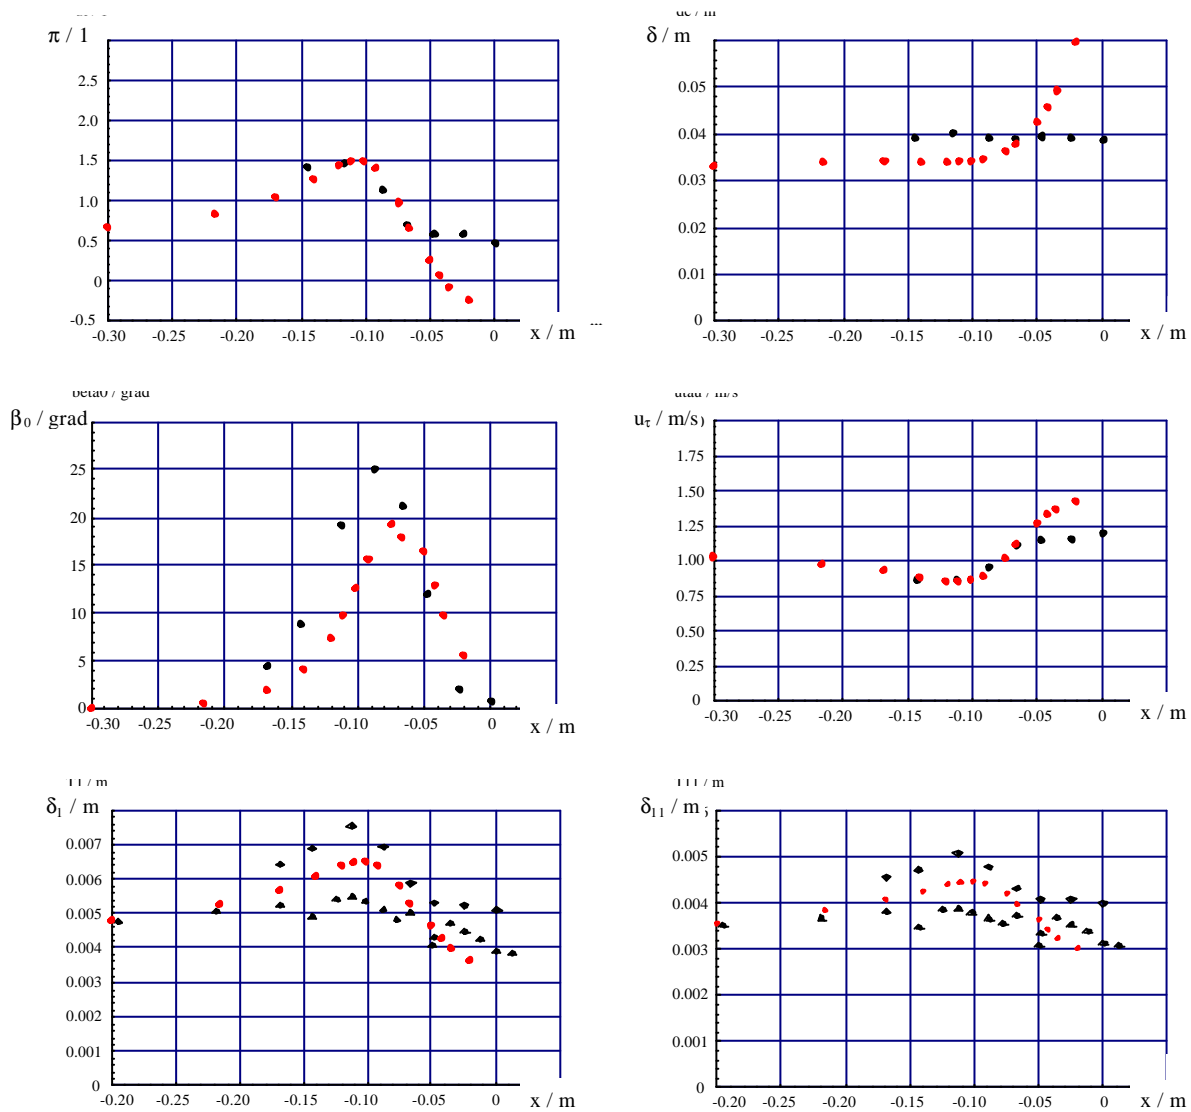 π / 1
2.5
2.0
1.5
1.0
0.5
0
-0.5
-0.30 -0.25 -0.20 -0.15 -0.10 -0.05 0 x / m
δ / m
0.05
0.04
0.03
0.02
0.01
0
-0.30 -0.25 -0.20 -0.15 -0.10 -0.05 0 x / m
beta0 / grad
β₀ / grad
25
20
15
10
5
0
-0.30 -0.25 -0.20 -0.15 -0.10 -0.05 0 x / m
utau / m/s
uτ / m/s)
1.75
1.50
1.25
1.00
0.75
0.50
0.25
0
-0.30 -0.25 -0.20 -0.15 -0.10 -0.05 0 x / m
δ₁ / m
0.007
0.006
0.005
0.004
0.003
0.002
0.001
0
-0.20 -0.25 -0.20 -0.15 -0.10 -0.05 0 x / m
δ₁₁ / m
0.005
0.004
0.003
0.002
0.001
0
-0.20 -0.25 -0.20 -0.15 -0.10 -0.05 0 x / m